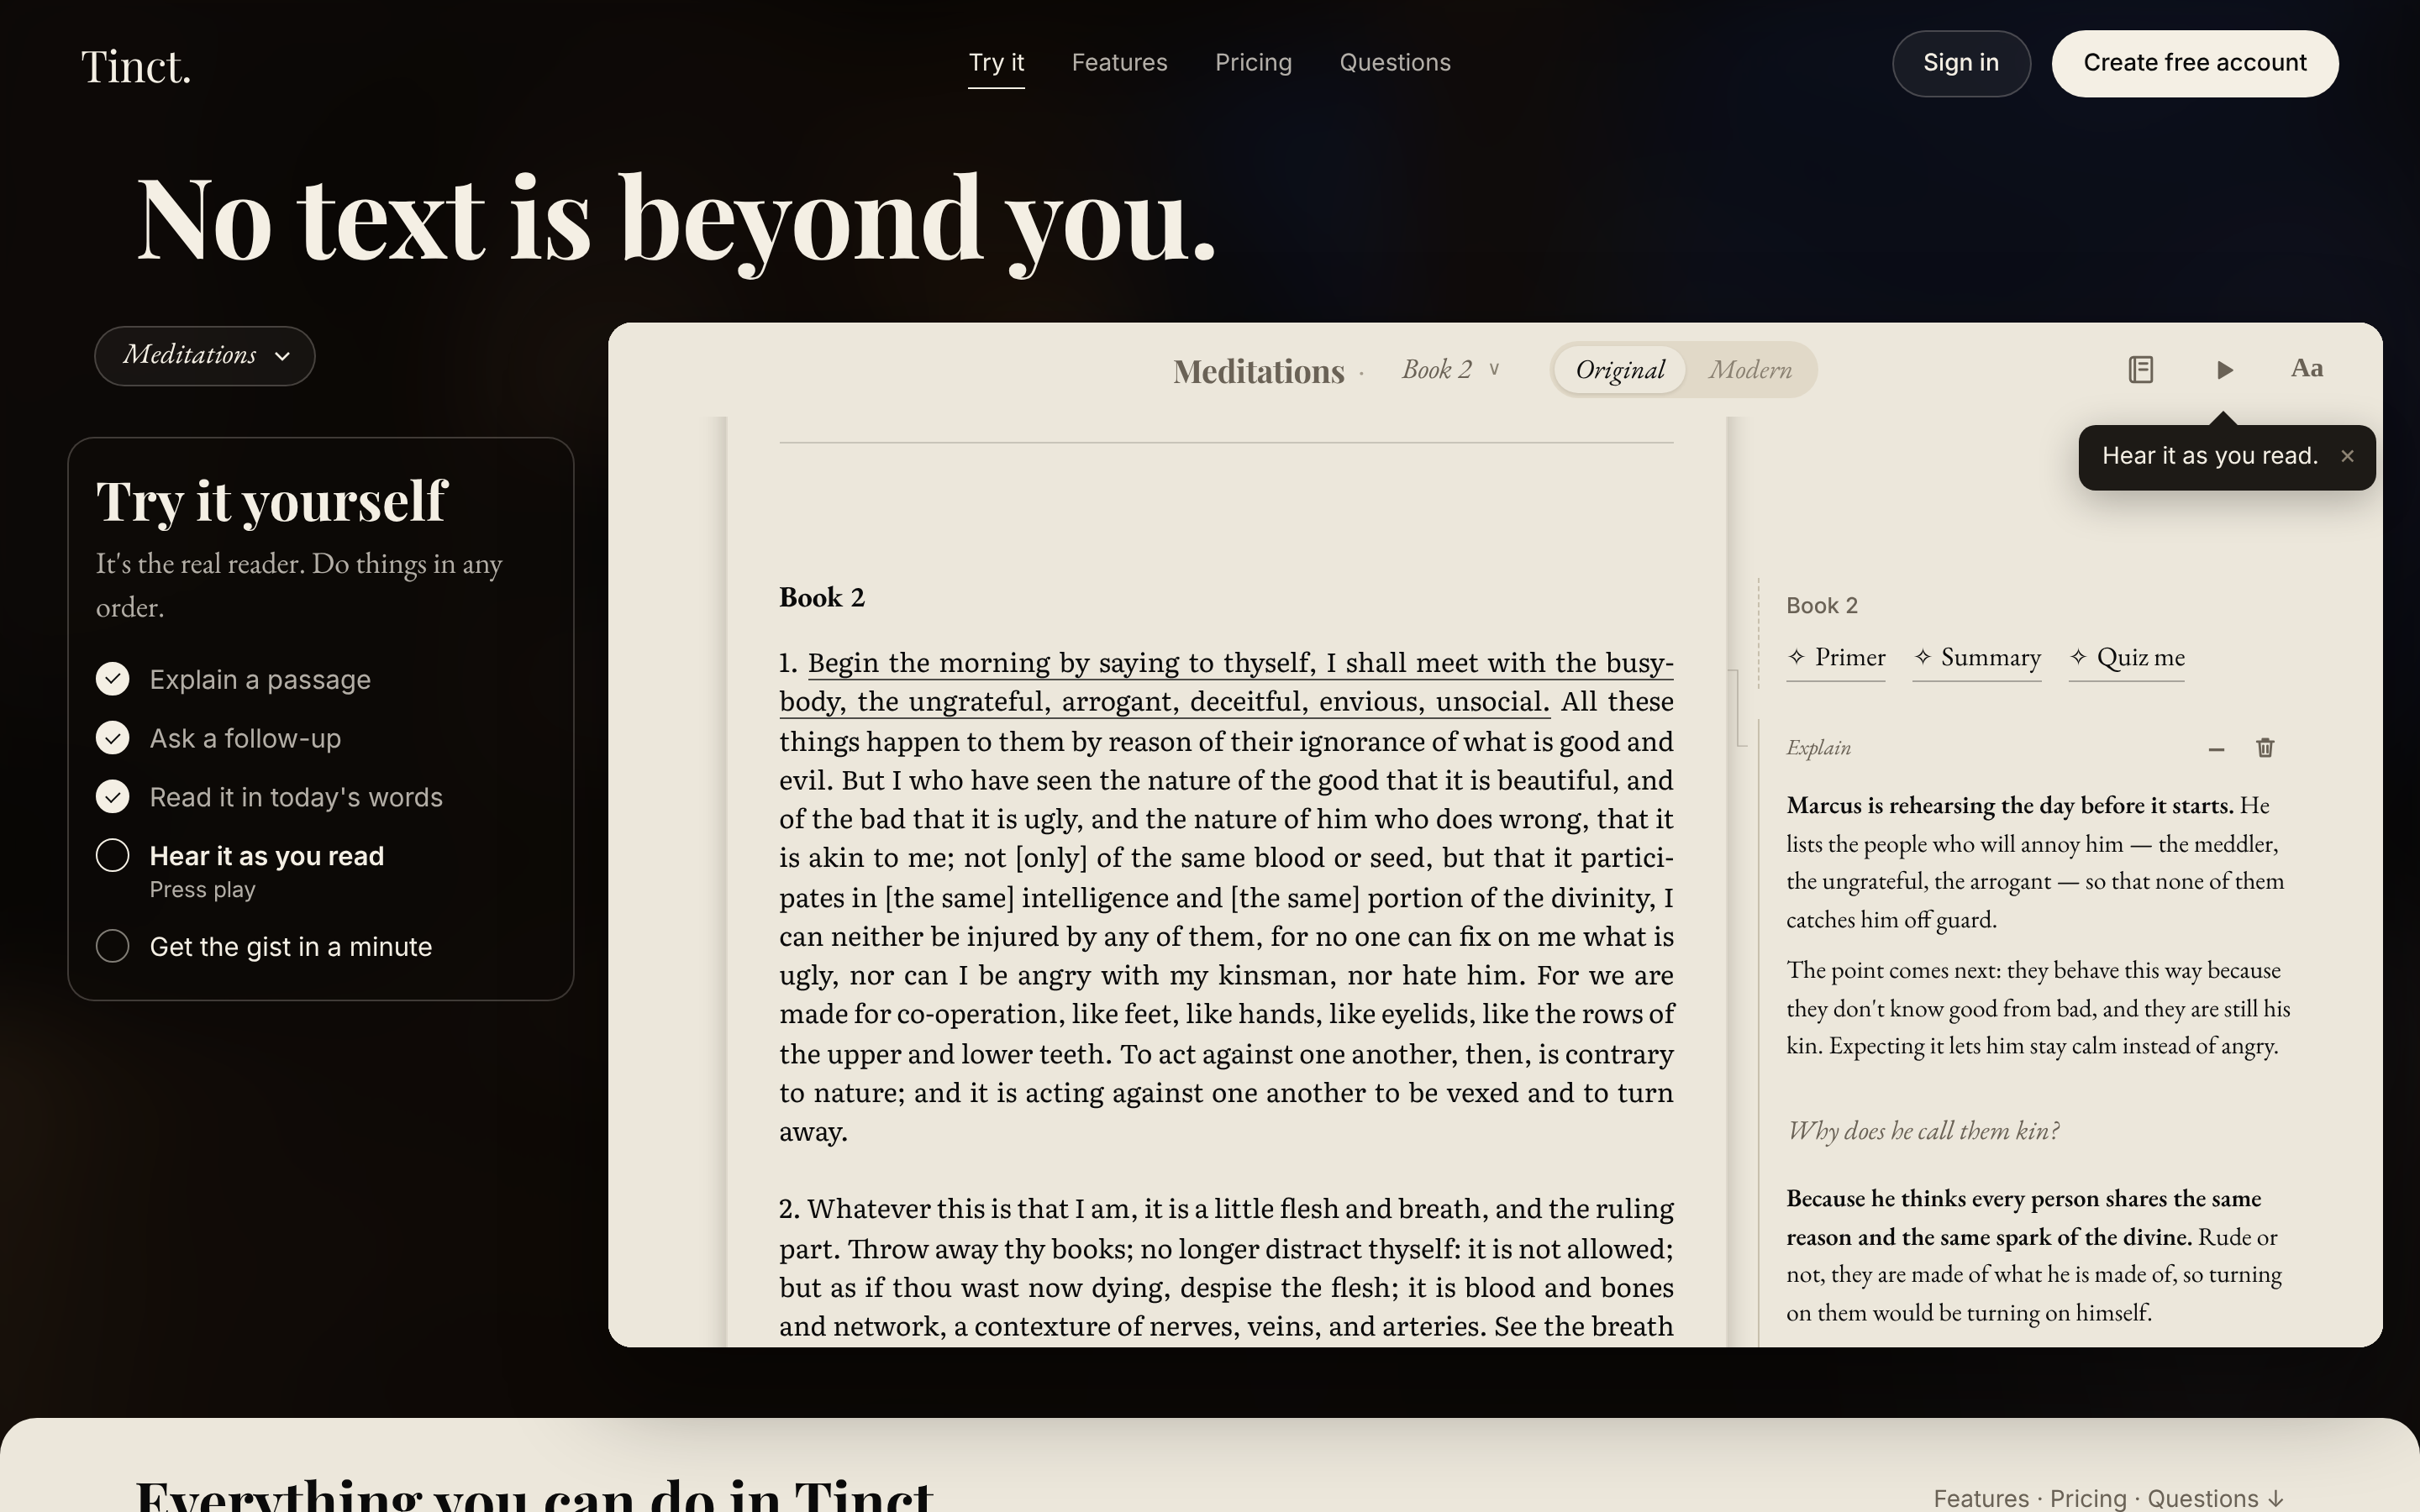 Tinct.
Try it
Features
Pricing
Questions
Sign in
Create free account
No text is beyond you.
Meditations
Try it yourself
It's the real reader. Do things in any
order.
Explain a passage
Ask a follow-up
Read it in today's words
Hear it as you read
Press play
Get the gist in a minute
Meditations · Book 2
Original
Modern
Aa
Hear it as you read.
Book 2
1. Begin the morning by saying to thyself, I shall meet with the busy-
body, the ungrateful, arrogant, deceitful, envious, unsocial. All these
things happen to them by reason of their ignorance of what is good and
evil. But I who have seen the nature of the good that it is beautiful, and
of the bad that it is ugly, and the nature of him who does wrong, that it
is akin to me; not [only] of the same blood or seed, but that it partici-
pates in [the same] intelligence and [the same] portion of the divinity, I
can neither be injured by any of them, for no one can fix on me what is
ugly, nor can I be angry with my kinsman, nor hate him. For we are
made for co-operation, like feet, like hands, like eyelids, like the rows of
the upper and lower teeth. To act against one another, then, is contrary
to nature; and it is acting against one another to be vexed and to turn
away.
2. Whatever this is that I am, it is a little flesh and breath, and the ruling
part. Throw away thy books; no longer distract thyself: it is not allowed;
but as if thou wast now dying, despise the flesh; it is blood and bones
and network, a contexture of nerves, veins, and arteries. See the breath
Book 2
Primer
Summary
Quiz me
Explain
Marcus is rehearsing the day before it starts. He
lists the people who will annoy him — the meddler,
the ungrateful, the arrogant — so that none of them
catches him off guard.
The point comes next: they behave this way because
they don't know good from bad, and they are still his
kin. Expecting it lets him stay calm instead of angry.
Why does he call them kin?
Because he thinks every person shares the same
reason and the same spark of the divine. Rude or
not, they are made of what he is made of, so turning
on them would be turning on himself.
Everything you can do in Tinct
Features · Pricing · Questions ↓